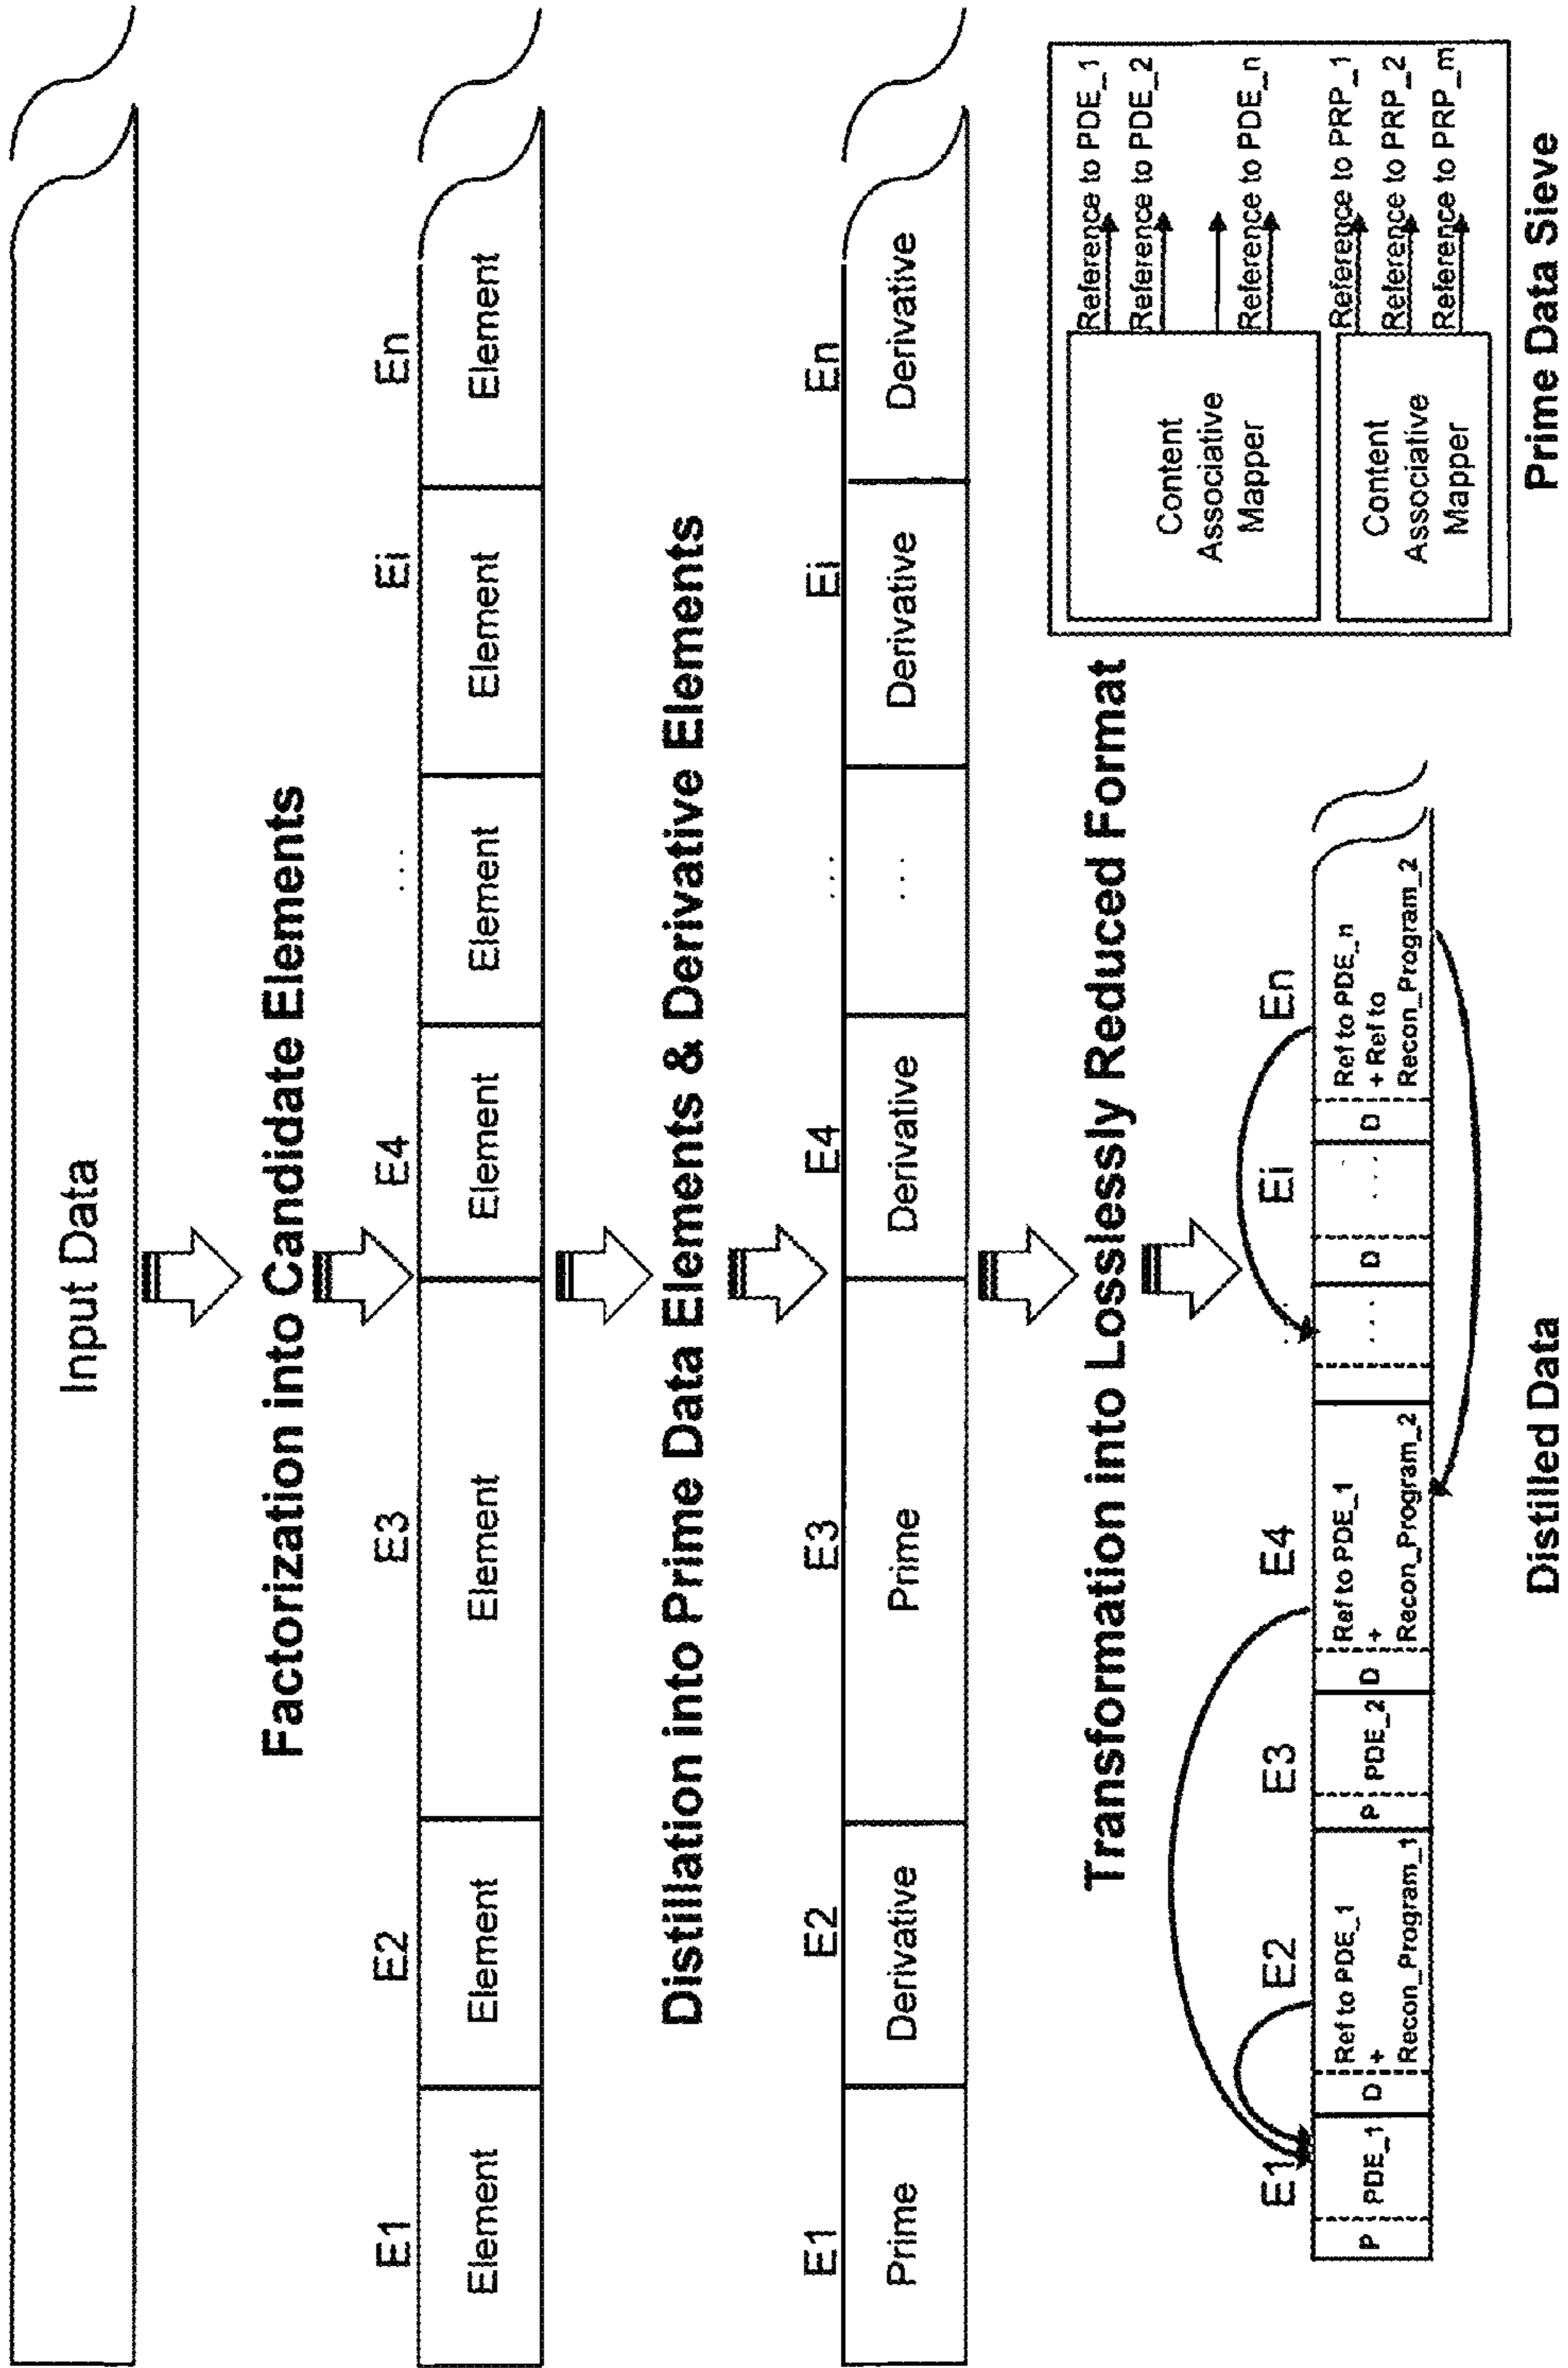 Input Data
Factorization into Candidate Elements
E1 E2 E3 E4 ... Ei En
Element Element Element Element Element Element Element
Distillation into Prime Data Elements & Derivative Elements
E1 E2 E3 E4 ... Ei En
Prime Derivative Prime Derivative ... Derivative Derivative
Transformation into Losslessly Reduced Format
E1 E2 E3 E4 Ei En
P PDE_1
D Ref to PDE_1
+
Recon_Program_1
P PDE_2
D Ref to PDE_1
+
Recon_Program_2
...
D ...
D Ref to PDE_n
+ Ref to
Recon_Program_2
Distilled Data
Content
Associative
Mapper
Reference to PDE_1
Reference to PDE_2
Reference to PDE_n
Content
Associative
Mapper
Reference to PRP_1
Reference to PRP_2
Reference to PRP_m
Prime Data Sieve